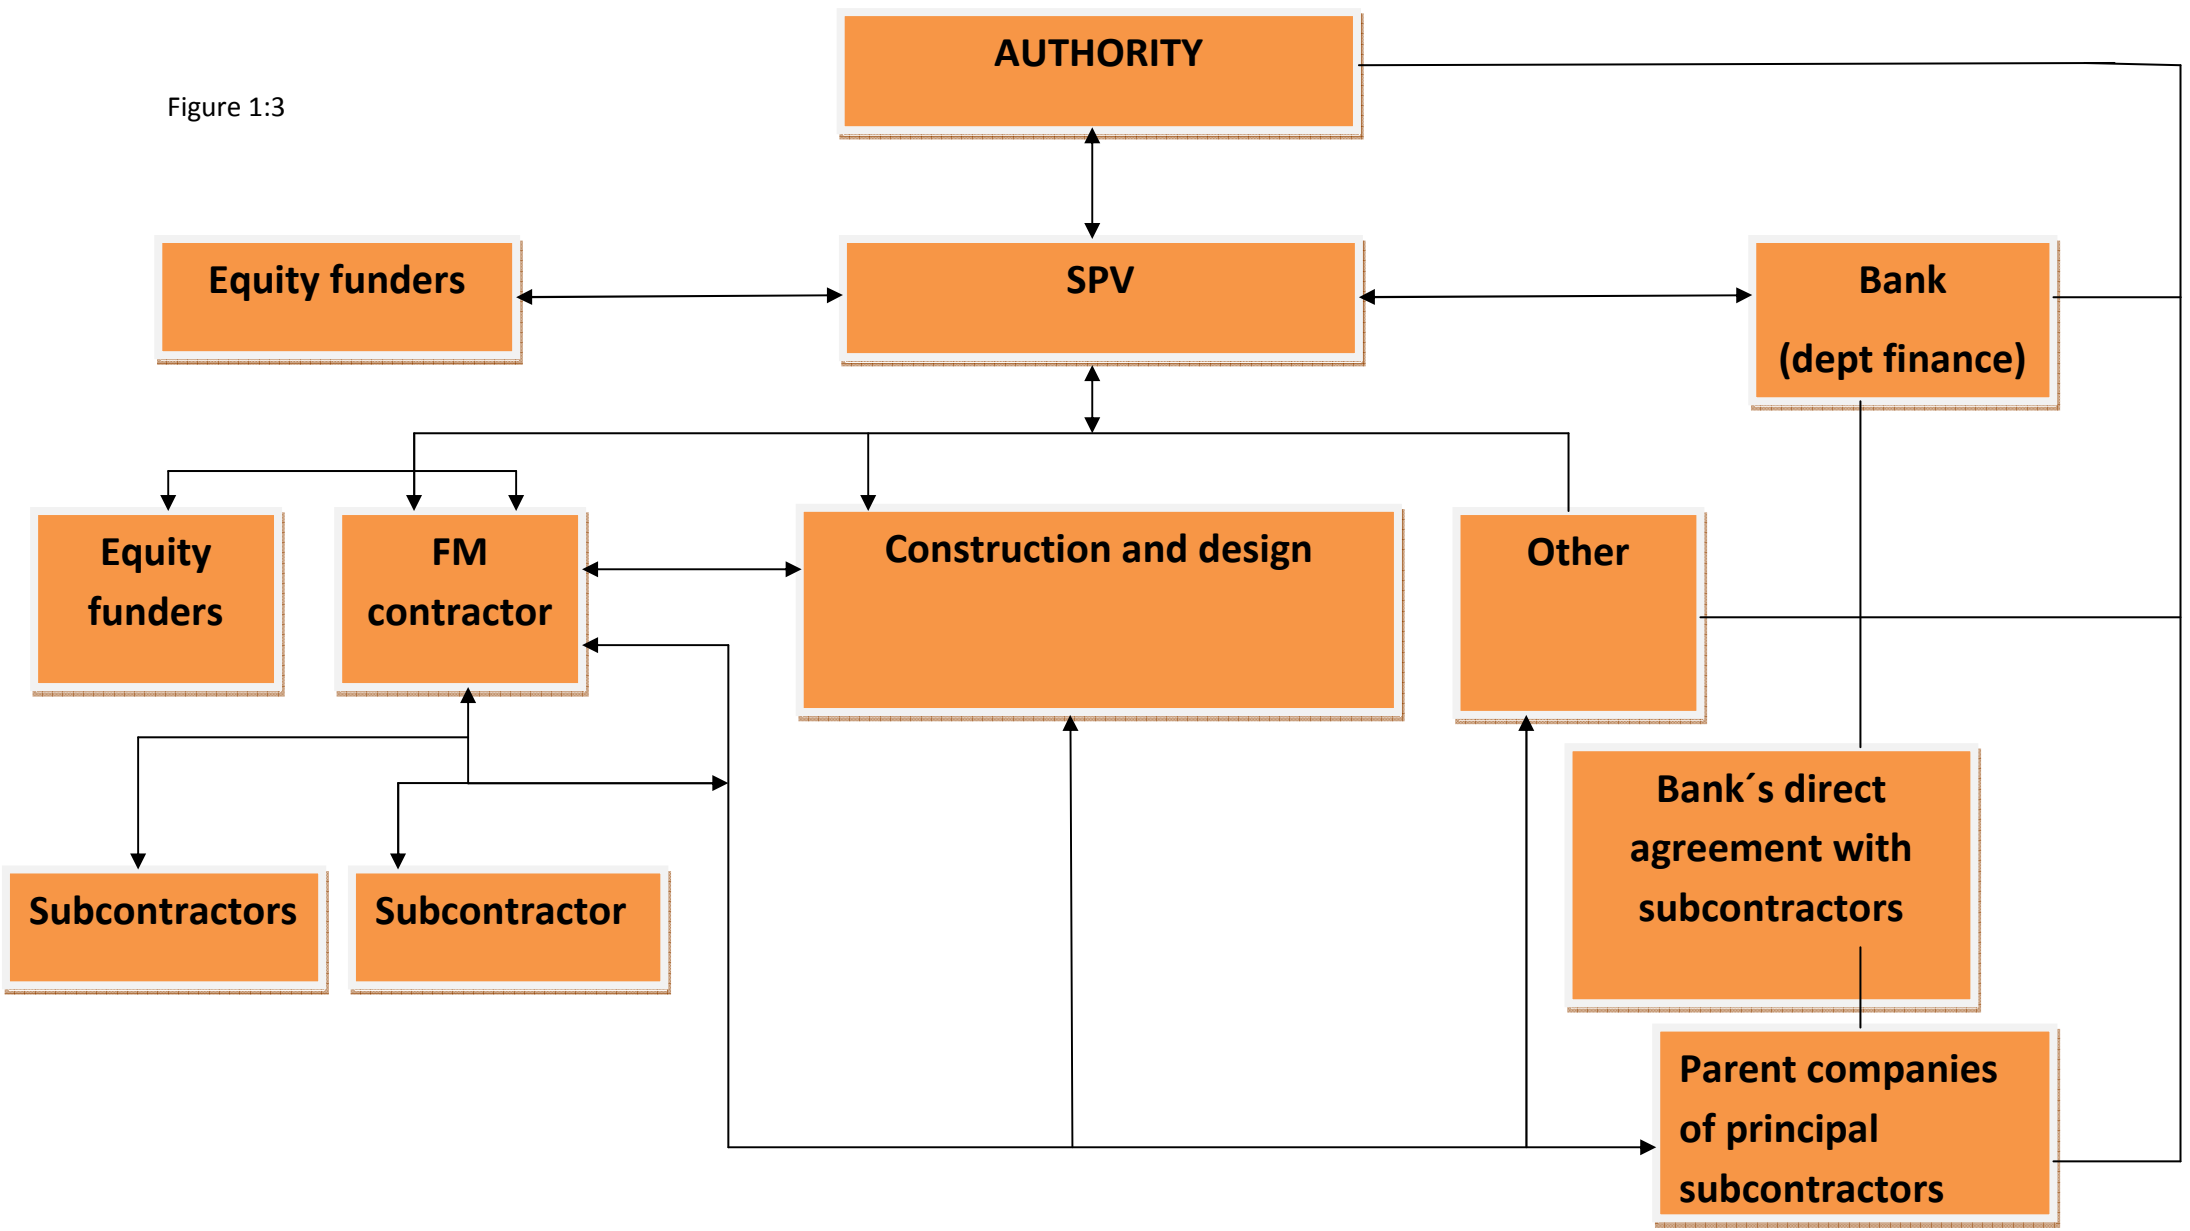 AUTHORITY
Figure 1:3
Equity funders
SPV
Bank
(dept finance)
Equity
funders
FM
contractor
Construction and design
Other
Bank´s direct
agreement with
subcontractors
Subcontractors
Subcontractor
Parent companies
of principal
subcontractors